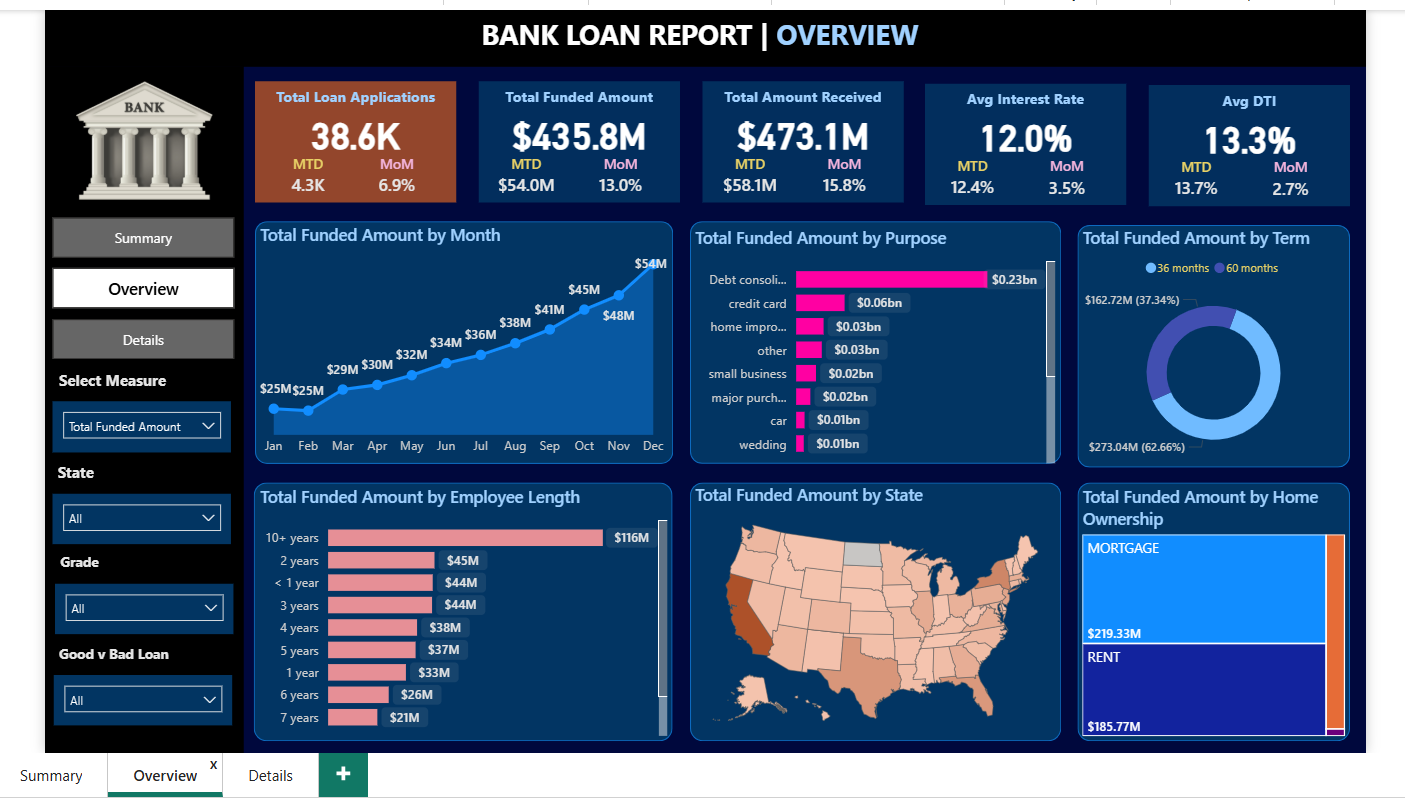 BANK LOAN REPORT | OVERVIEW
BANK
Summary
Overview
Details
Select Measure
Total Funded Amount
State
All
Grade
All
Good v Bad Loan
All
Total Loan Applications
38.6K
MTD MoM
4.3K 6.9%
Total Funded Amount
$435.8M
MTD MoM
$54.0M 13.0%
Total Amount Received
$473.1M
MTD MoM
$58.1M 15.8%
Avg Interest Rate
12.0%
MTD MoM
12.4% 3.5%
Avg DTI
13.3%
MTD MoM
13.7% 2.7%
Total Funded Amount by Month
$25M $25M $29M $30M $32M $34M $36M $38M $41M $45M $48M $54M
Jan Feb Mar Apr May Jun Jul Aug Sep Oct Nov Dec
Total Funded Amount by Purpose
Debt consoli... $0.23bn
credit card $0.06bn
home impro... $0.03bn
other $0.03bn
small business $0.02bn
major purch... $0.02bn
car $0.01bn
wedding $0.01bn
Total Funded Amount by Term
36 months 60 months
$162.72M (37.34%)
$273.04M (62.66%)
Total Funded Amount by Employee Length
10+ years $116M
2 years $45M
< 1 year $44M
3 years $44M
4 years $38M
5 years $37M
1 year $33M
6 years $26M
7 years $21M
Total Funded Amount by State
Total Funded Amount by Home
Ownership
MORTGAGE
$219.33M
RENT
$185.77M
Summary
Overview
x
Details
+